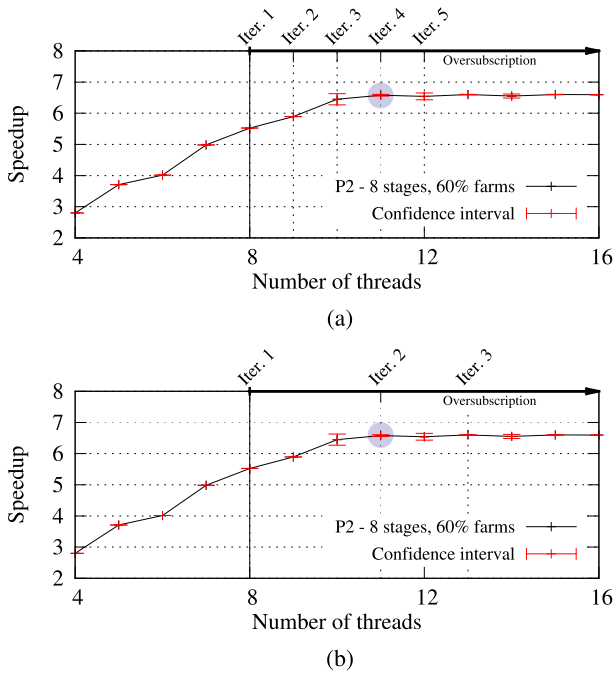 Iter. 1 Iter. 2 Iter. 3 Iter. 4 Iter. 5
8
Oversubscription
7
6
5
4
3
2
Speedup
P2 - 8 stages, 60% farms
Confidence interval
4 8 12 16
Number of threads
(a)
Iter. 1 Iter. 2 Iter. 3
8
Oversubscription
7
6
5
4
3
2
Speedup
P2 - 8 stages, 60% farms
Confidence interval
4 8 12 16
Number of threads
(b)